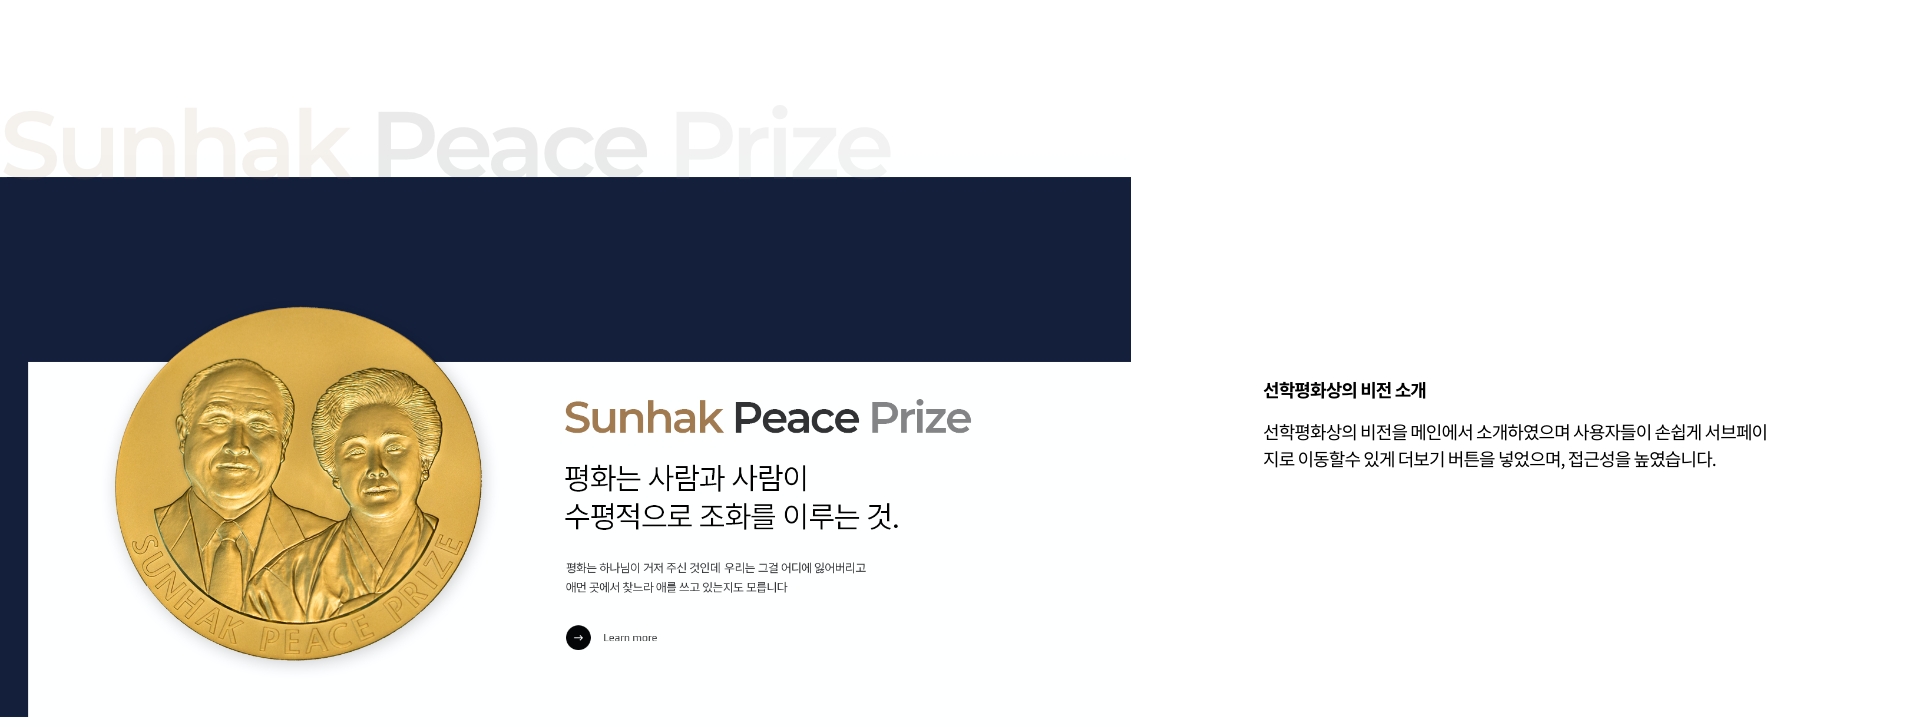 Sunhak Peace Prize
SUNHAK PEACE PRIZE
Sunhak Peace Prize
평화는 사람과 사람이
수평적으로 조화를 이루는 것.
평화는 하나님이 거저 주신 것인데 우리는 그걸 어디에 잃어버리고
애먼 곳에서 찾느라 애를 쓰고 있는지도 모릅니다
→ Learn more
선학평화상의 비전 소개
선학평화상의 비전을 메인에서 소개하였으며 사용자들이 손쉽게 서브페이
지로 이동할수 있게 더보기 버튼을 넣었으며, 접근성을 높였습니다.